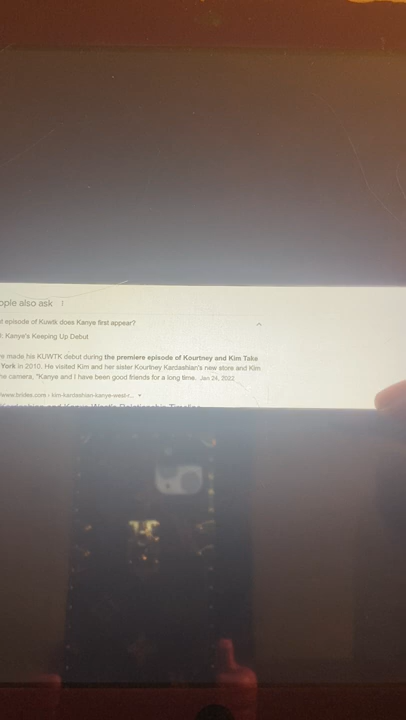 ople also ask
t episode of Kuwtk does Kanye first appear?
: Kanye's Keeping Up Debut
e made his KUWTK debut during the premiere episode of Kourtney and Kim Take
York in 2010. He visited Kim and her sister Kourtney Kardashian's new store and Kim
he camera, "Kanye and I have been good friends for a long time. Jan 24, 2022
/www.brides.com › kim-kardashian-kanye-west-r...